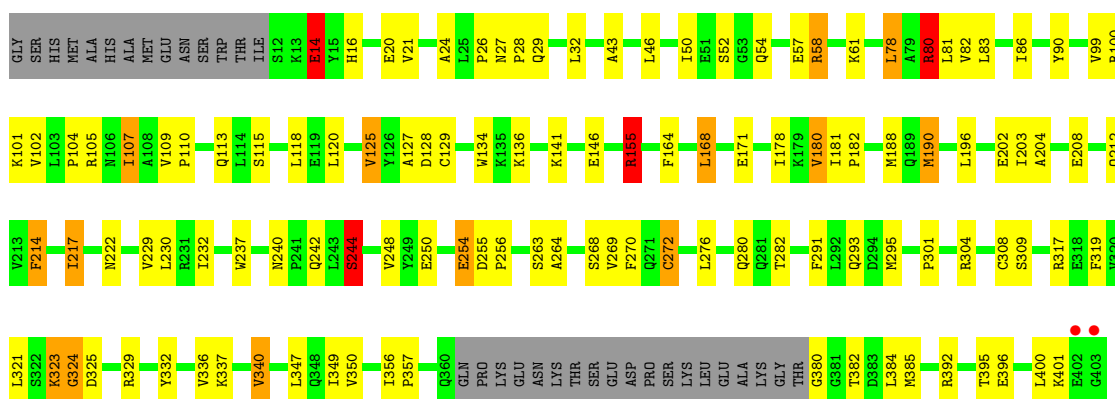 GLY SER HIS MET ALA HIS ALA MET GLU ASN SER TRP THR ILE S12 K13 E14 Y15 H16 E20 V21 A24 L25 P26 N27 P28 Q29 L32 A43 L46 I50 E51 S52 G53 Q54 E57 R58 K61 L78 A79 R80 L81 V82 L83 I86 Y90 V99 R100
K101 V102 L103 P104 R105 N106 I107 A108 V109 P110 Q113 L114 S115 L118 E119 L120 V125 Y126 A127 D128 C129 W134 K135 K136 K141 E146 R155 F164 L168 E171 I178 K179 V180 I181 P182 M188 Q189 M190 L196 E202 I203 A204 E208
V213 F214 I217 N222 V229 L230 R231 I232 W237 N240 P241 Q242 L243 S244 V248 Y249 E250 E254 D255 P256 S263 A264 S268 V269 F270 Q271 C272 L276 Q280 Q281 T282 F291 L292 Q293 D294 M295 P301 R304 C308 S309 R317 E318 F319
L321 S322 K323 G324 D325 R329 Y332 V336 K337 V340 L347 Q348 I349 V350 I356 P357 Q360 GLN PRO LYS GLU ASN LYS THR SER GLU ASP PRO SER LYS LEU GLU ALA LYS GLY THR G380 G381 T382 D383 L384 M385 R392 T395 E396 L400 K401 E402 G403